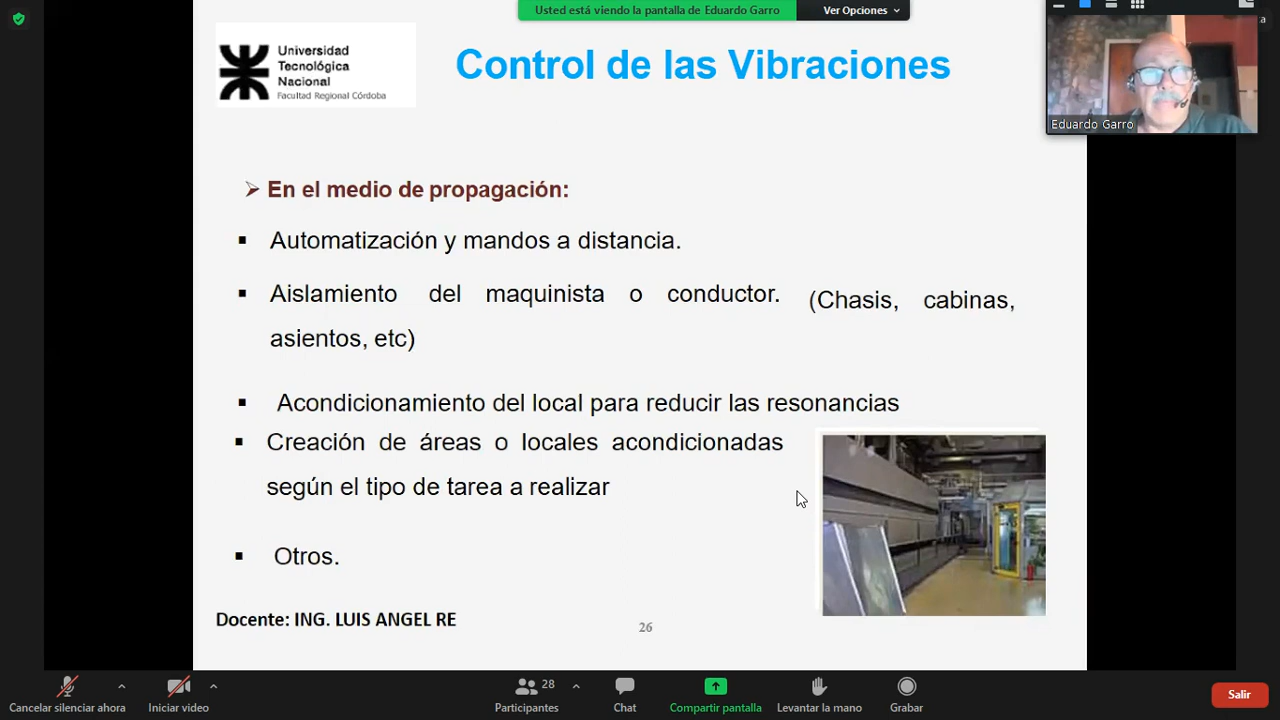 Usted está viendo la pantalla de Eduardo Garro
Ver Opciones
Universidad
Tecnológica
Nacional
Facultad Regional Córdoba
Control de las Vibraciones
Eduardo Garro
a
➢ En el medio de propagación:
▪ Automatización y mandos a distancia.
▪ Aislamiento del maquinista o conductor. (Chasis, cabinas,
asientos, etc)
▪ Acondicionamiento del local para reducir las resonancias
▪ Creación de áreas o locales acondicionadas
según el tipo de tarea a realizar
▪ Otros.
Docente: ING. LUIS ANGEL RE
26
Cancelar silenciar ahora
Iniciar video
28
Participantes
Chat
Compartir pantalla
Levantar la mano
Grabar
Salir